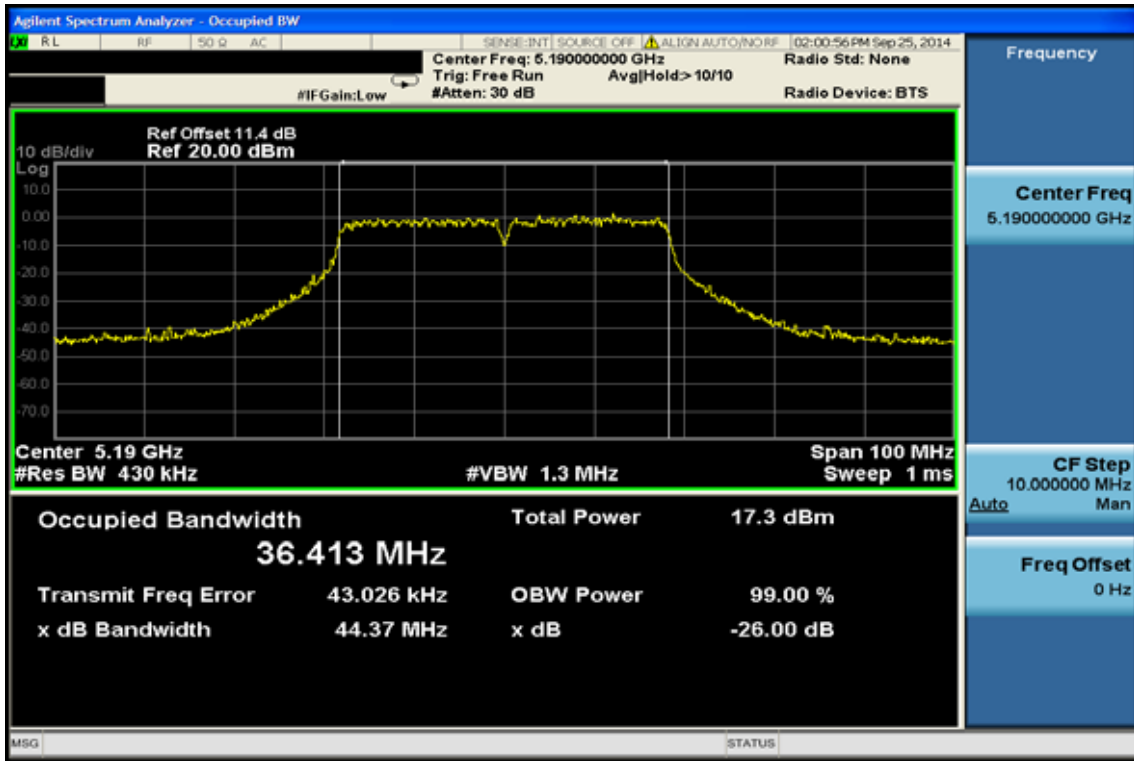 Agilent Spectrum Analyzer - Occupied BW
LXI RL RF 50 Ω AC SENSE:INT SOURCE OFF ALIGN AUTO/NO RF 02:00:56 PM Sep 25, 2014
Center Freq: 5.190000000 GHz Radio Std: None
Trig: Free Run Avg|Hold:> 10/10
#IFGain:Low #Atten: 30 dB Radio Device: BTS
Ref Offset 11.4 dB
10 dB/div Ref 20.00 dBm
Log
10.0
0.00
-10.0
-20.0
-30.0
-40.0
-50.0
-60.0
-70.0
Center 5.19 GHz Span 100 MHz
#Res BW 430 kHz #VBW 1.3 MHz Sweep 1 ms
Occupied Bandwidth Total Power 17.3 dBm
36.413 MHz
Transmit Freq Error 43.026 kHz OBW Power 99.00 %
x dB Bandwidth 44.37 MHz x dB -26.00 dB
MSG STATUS
Frequency
Center Freq
5.190000000 GHz
CF Step
10.000000 MHz
Auto Man
Freq Offset
0 Hz